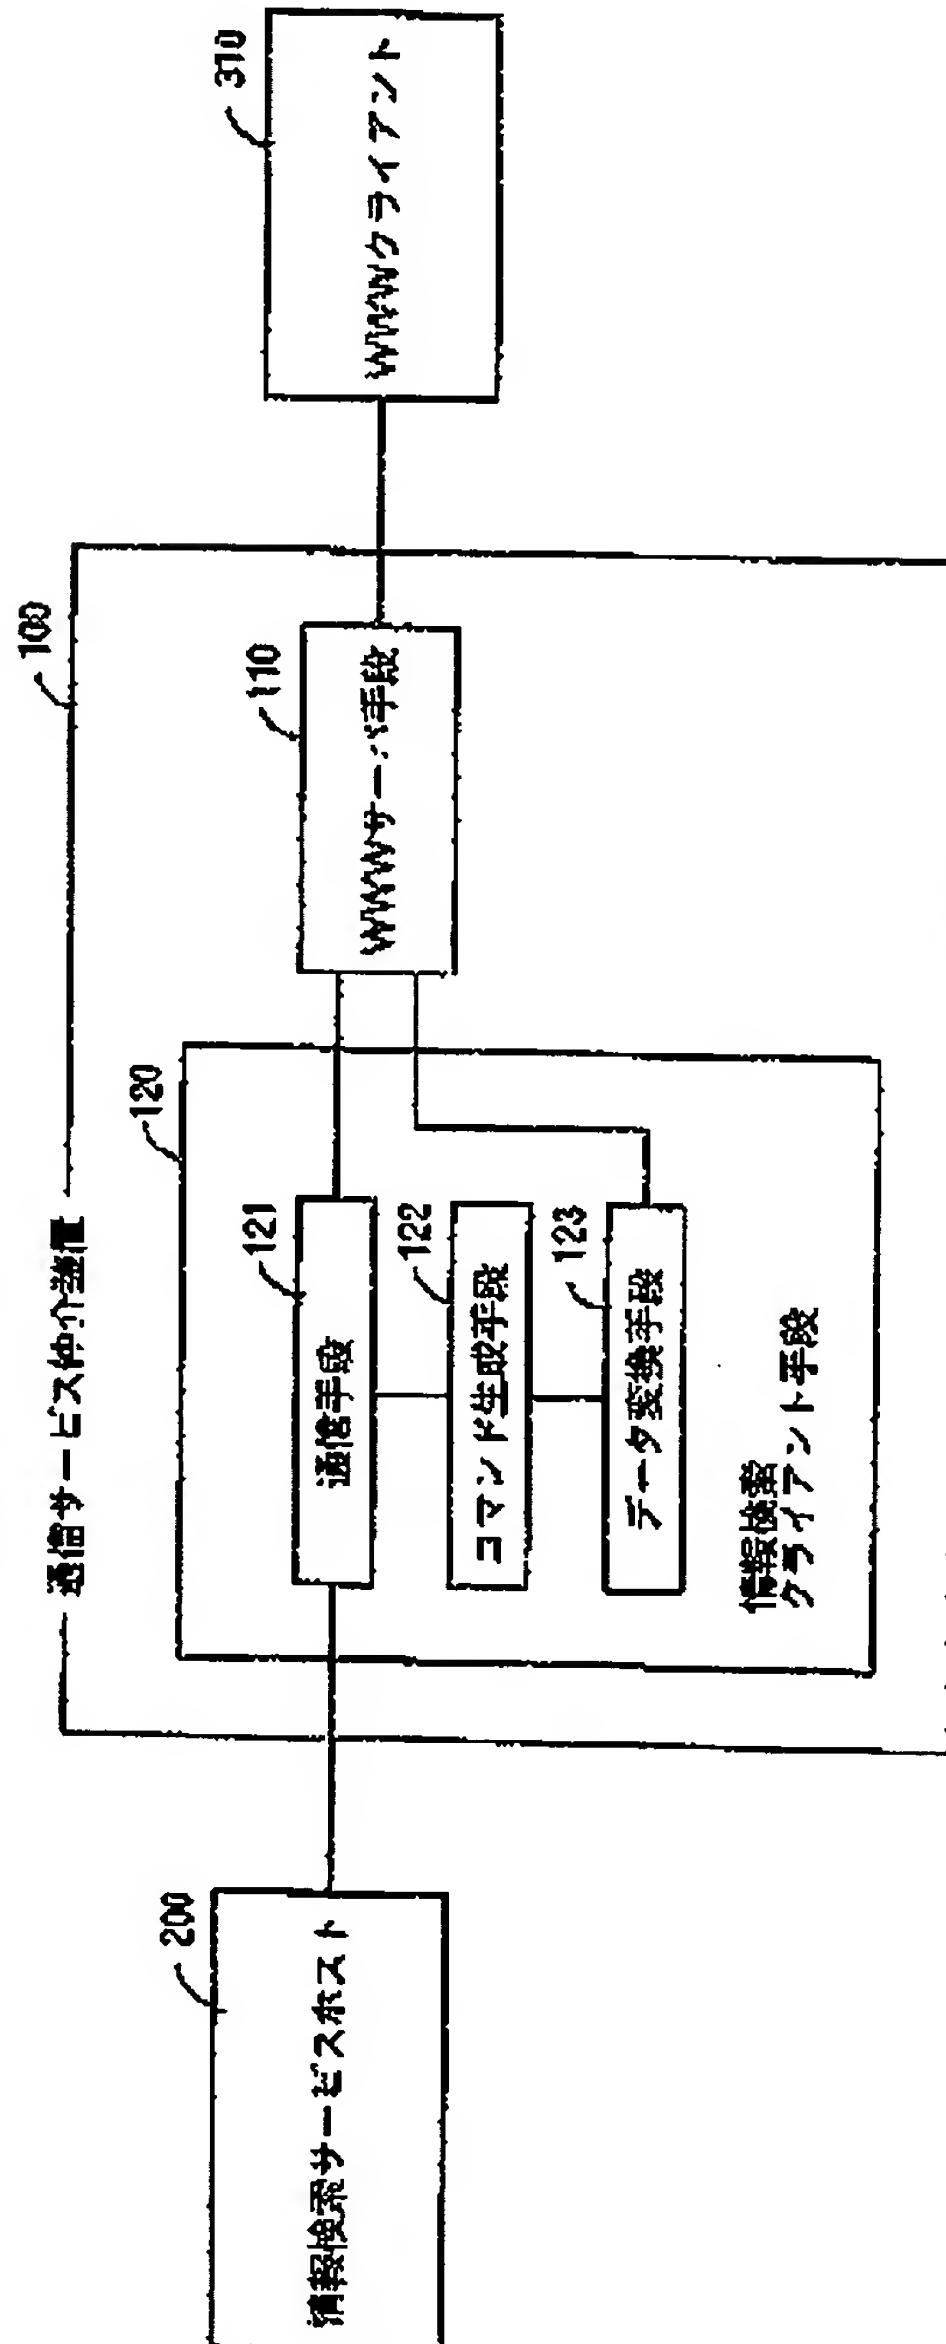 通信サービス仲介装置
100
情報検索サービスホスト
200
120
通信手段
121
コマンド生成手段
122
データ変換手段
123
情報検索
クライアント手段
WWWサーバ手段
110
WWWクライアント
310